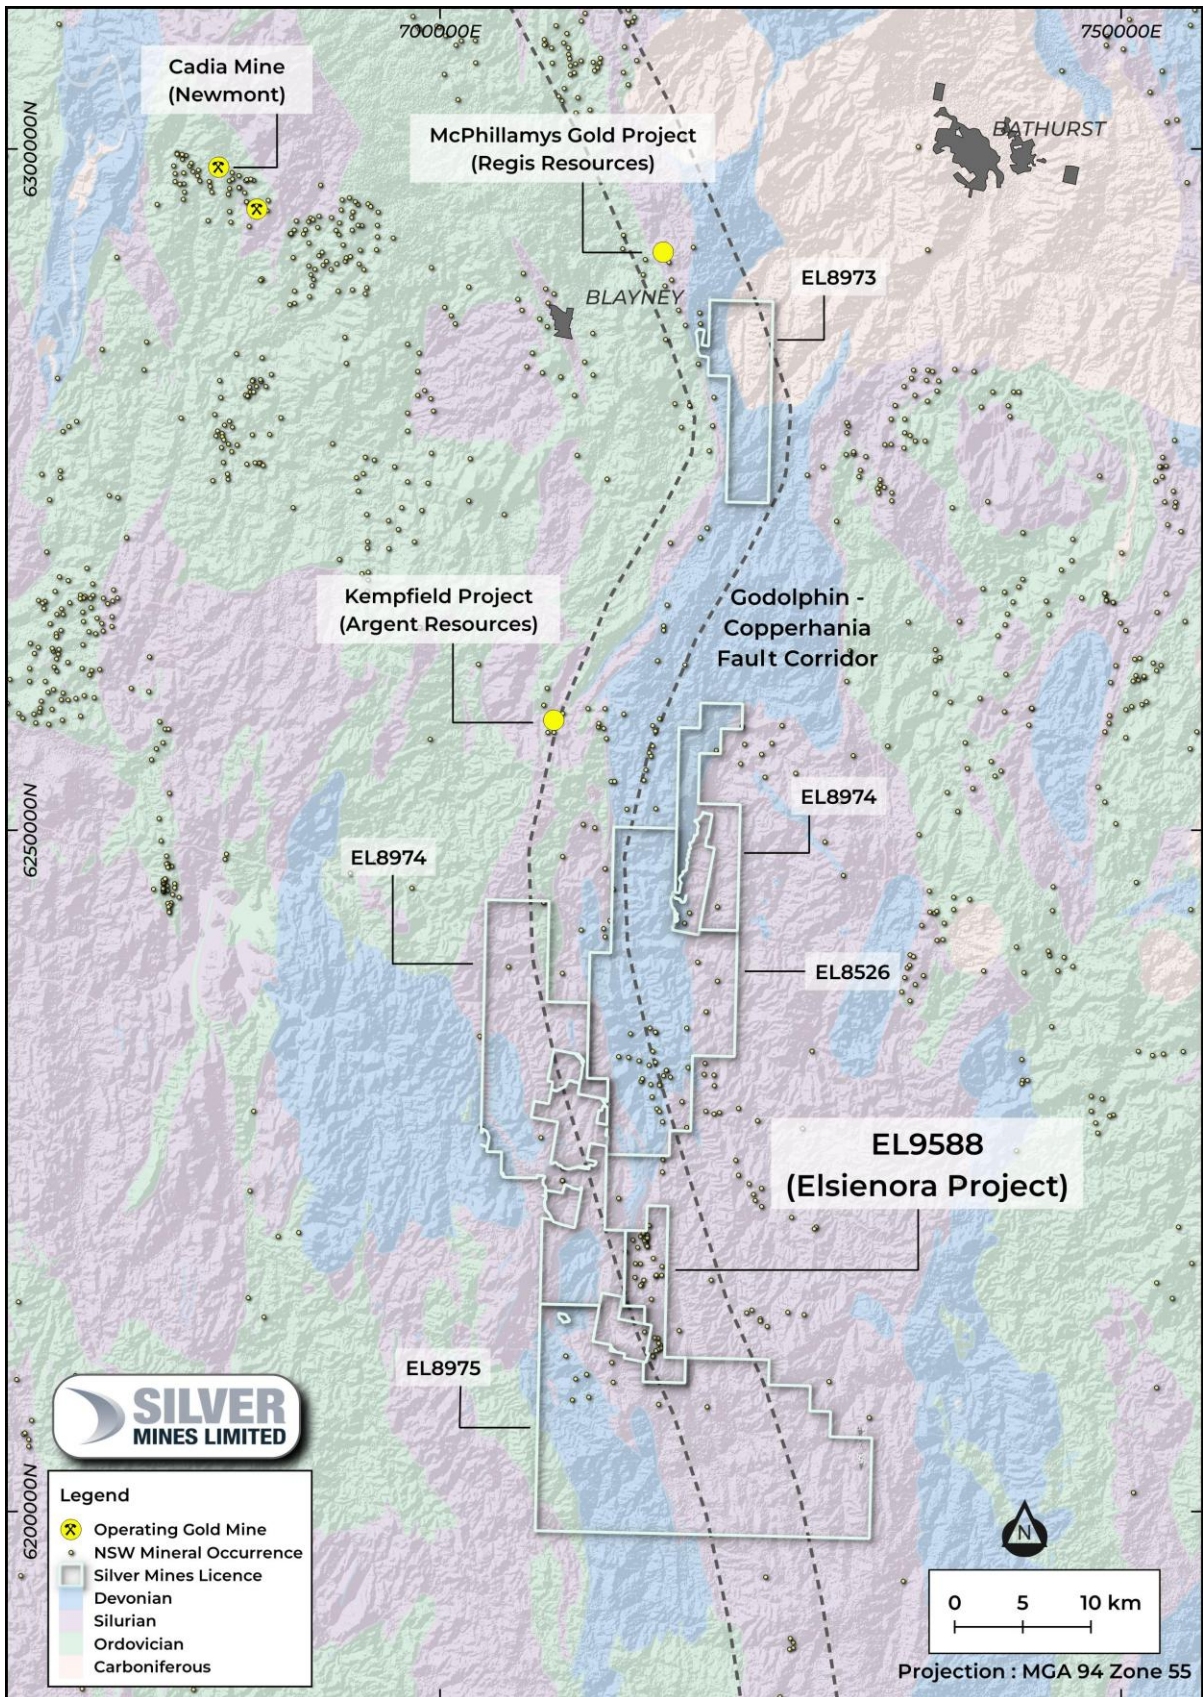 700000E
750000E
Cadia Mine
(Newmont)
McPhillamys Gold Project
(Regis Resources)
BATHURST
6300000N
EL8973
BLAYNEY
Kempfield Project
(Argent Resources)
Godolphin -
Copperhania
Fault Corridor
6250000N
EL8974
EL8974
EL8526
EL9588
(Elsienora Project)
EL8975
SILVER
MINES LIMITED
6200000N
Legend
Operating Gold Mine
NSW Mineral Occurrence
Silver Mines Licence
Devonian
Silurian
Ordovician
Carboniferous
N
0 5 10 km
Projection : MGA 94 Zone 55